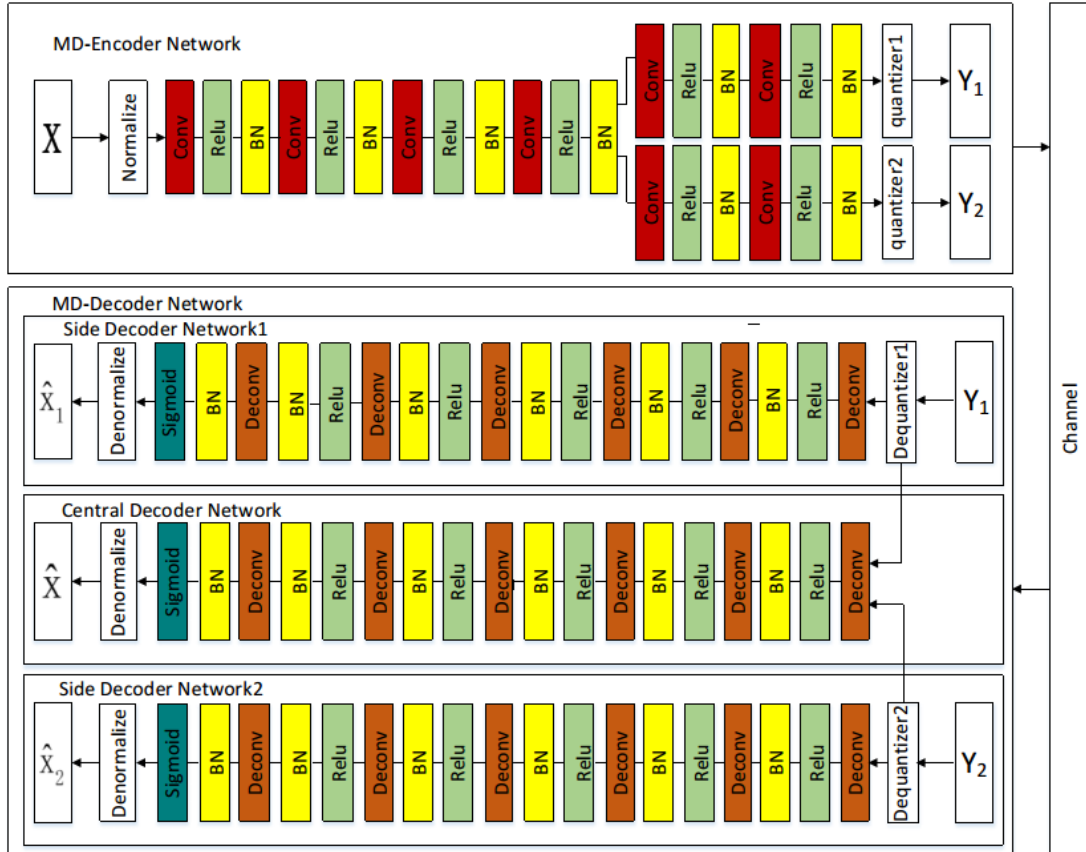 MD-Encoder Network
X
Normalize
Conv
Relu
BN
Conv
Relu
BN
Conv
Relu
BN
Conv
Relu
BN
Conv
Relu
BN
Conv
Relu
BN
quantizer1
Y1
Conv
Relu
BN
Conv
Relu
BN
quantizer2
Y2
Channel
MD-Decoder Network
Side Decoder Network1
X̂1
Denormalize
Sigmoid
BN
Deconv
BN
Relu
Deconv
BN
Relu
Deconv
BN
Relu
Deconv
BN
Relu
Deconv
BN
Relu
Deconv
Dequantizer1
Y1
Central Decoder Network
X̂
Denormalize
Sigmoid
BN
Deconv
BN
Relu
Deconv
BN
Relu
Deconv
BN
Relu
Deconv
BN
Relu
Deconv
BN
Relu
Deconv
Side Decoder Network2
X̂2
Denormalize
Sigmoid
BN
Deconv
BN
Relu
Deconv
BN
Relu
Deconv
BN
Relu
Deconv
BN
Relu
Deconv
BN
Relu
Deconv
Dequantizer2
Y2